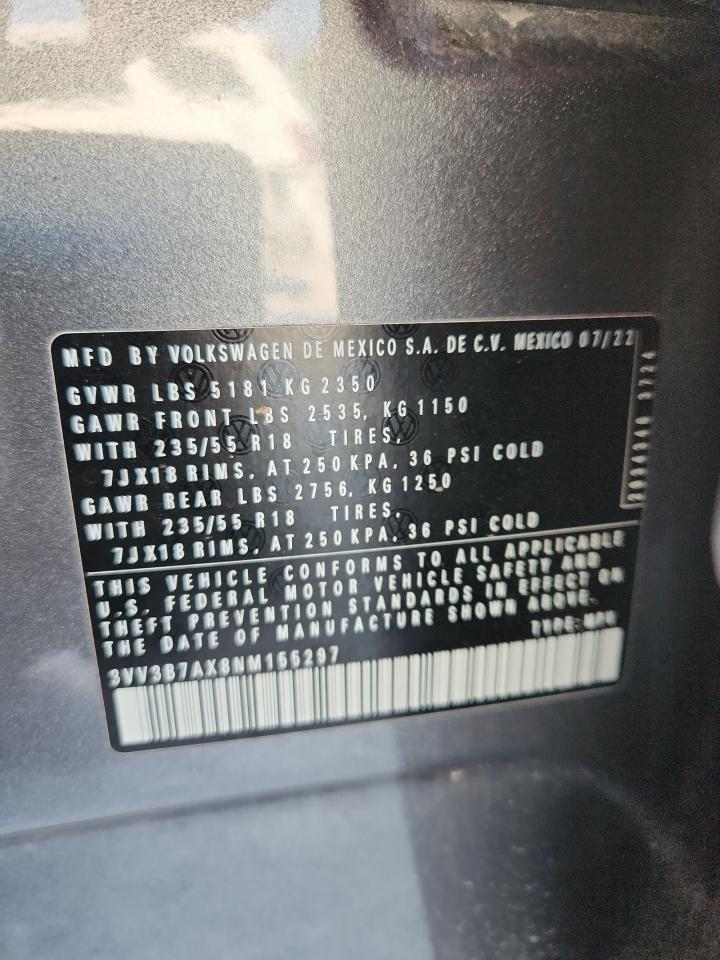 MFD BY VOLKSWAGEN DE MEXICO S.A. DE C.V. MEXICO 07/22
GVWR LBS 5181 KG 2350
GAWR FRONT LBS 2535, KG 1150
WITH 235/55 R18 TIRES,
7JX18 RIMS, AT 250 KPA, 36 PSI COLD
GAWR REAR LBS 2756, KG 1250
WITH 235/55 R18 TIRES,
7JX18 RIMS, AT 250 KPA, 36 PSI COLD
THIS VEHICLE CONFORMS TO ALL APPLICABLE
U.S. FEDERAL MOTOR VEHICLE SAFETY AND
THEFT PREVENTION STANDARDS IN EFFECT ON
THE DATE OF MANUFACTURE SHOWN ABOVE.
TYPE: MPV
3VV3B7AX8NM155297